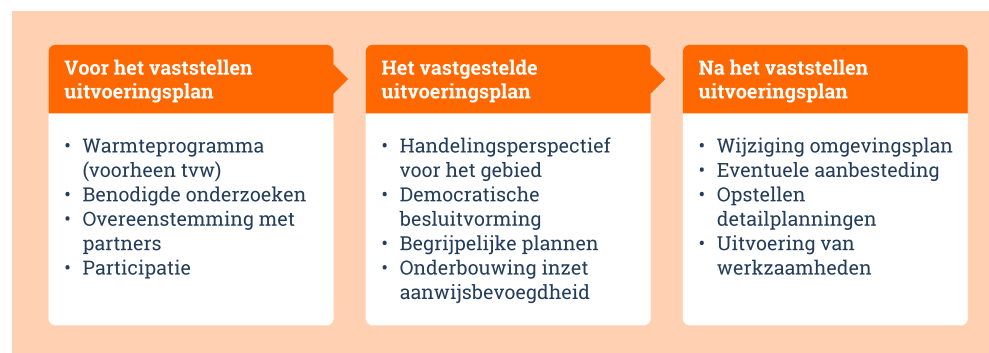 Voor het vaststellen
uitvoeringsplan
• Warmteprogramma
(voorheen tvw)
• Benodigde onderzoeken
• Overeenstemming met
partners
• Participatie
Het vastgestelde
uitvoeringsplan
• Handelingsperspectief
voor het gebied
• Democratische
besluitvorming
• Begrijpelijke plannen
• Onderbouwing inzet
aanwijsbevoegdheid
Na het vaststellen
uitvoeringsplan
• Wijziging omgevingsplan
• Eventuele aanbesteding
• Opstellen
detailplanningen
• Uitvoering van
werkzaamheden